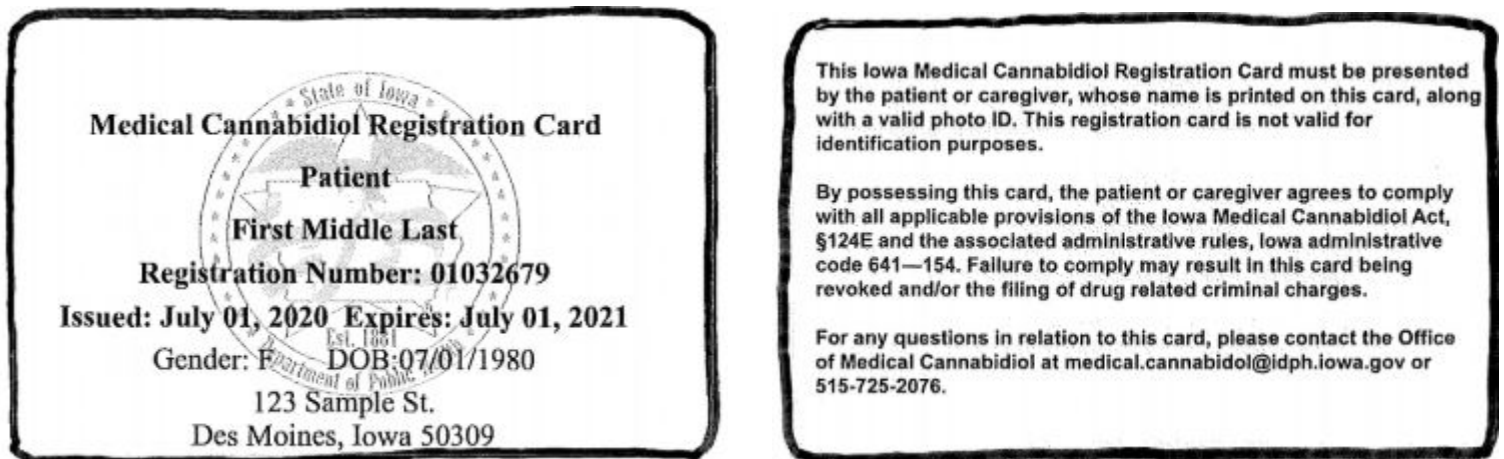 State of Iowa
Medical Cannabidiol Registration Card
Patient
First Middle Last
Registration Number: 01032679
Issued: July 01, 2020 Expires: July 01, 2021
Est. 1881
Gender: F DOB:07/01/1980
Department of Public
123 Sample St.
Des Moines, Iowa 50309
This Iowa Medical Cannabidiol Registration Card must be presented
by the patient or caregiver, whose name is printed on this card, along
with a valid photo ID. This registration card is not valid for
identification purposes.
By possessing this card, the patient or caregiver agrees to comply
with all applicable provisions of the Iowa Medical Cannabidiol Act,
§124E and the associated administrative rules, Iowa administrative
code 641—154. Failure to comply may result in this card being
revoked and/or the filing of drug related criminal charges.
For any questions in relation to this card, please contact the Office
of Medical Cannabidiol at medical.cannabidol@idph.iowa.gov or
515-725-2076.